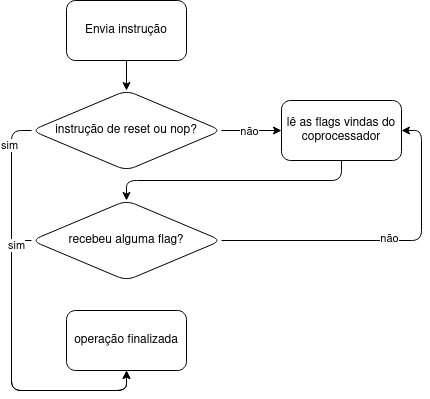 Envia instrução
instrução de reset ou nop?
não
lê as flags vindas do
coprocessador
sim
recebeu alguma flag?
não
sim
operação finalizada